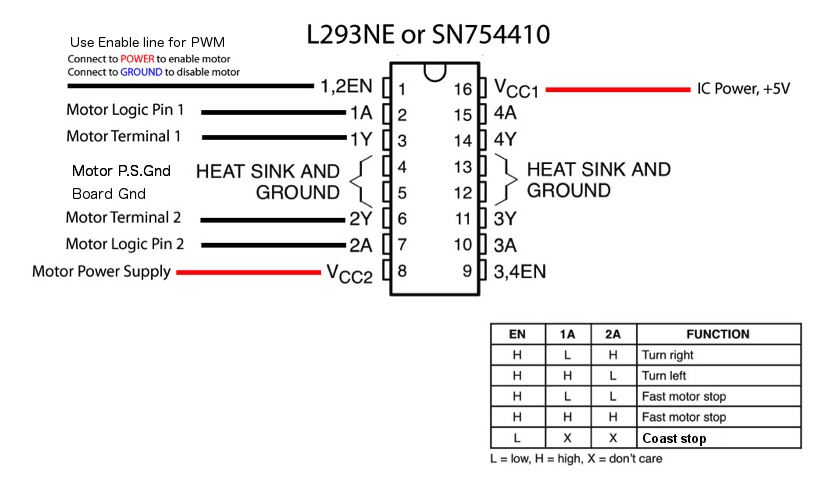 L293NE or SN754410
Use Enable line for PWM
Connect to POWER to enable motor
Connect to GROUND to disable motor
1,2EN 1 16 VCC1 IC Power, +5V
Motor Logic Pin 1 1A 2 15 4A
Motor Terminal 1 1Y 3 14 4Y
Motor P.S.Gnd HEAT SINK AND 4 13 HEAT SINK AND
Board Gnd GROUND 5 12 GROUND
Motor Terminal 2 2Y 6 11 3Y
Motor Logic Pin 2 2A 7 10 3A
Motor Power Supply VCC2 8 9 3,4EN
EN 1A 2A FUNCTION
H L H Turn right
H H L Turn left
H L L Fast motor stop
H H H Fast motor stop
L X X Coast stop
L = low, H = high, X = don't care